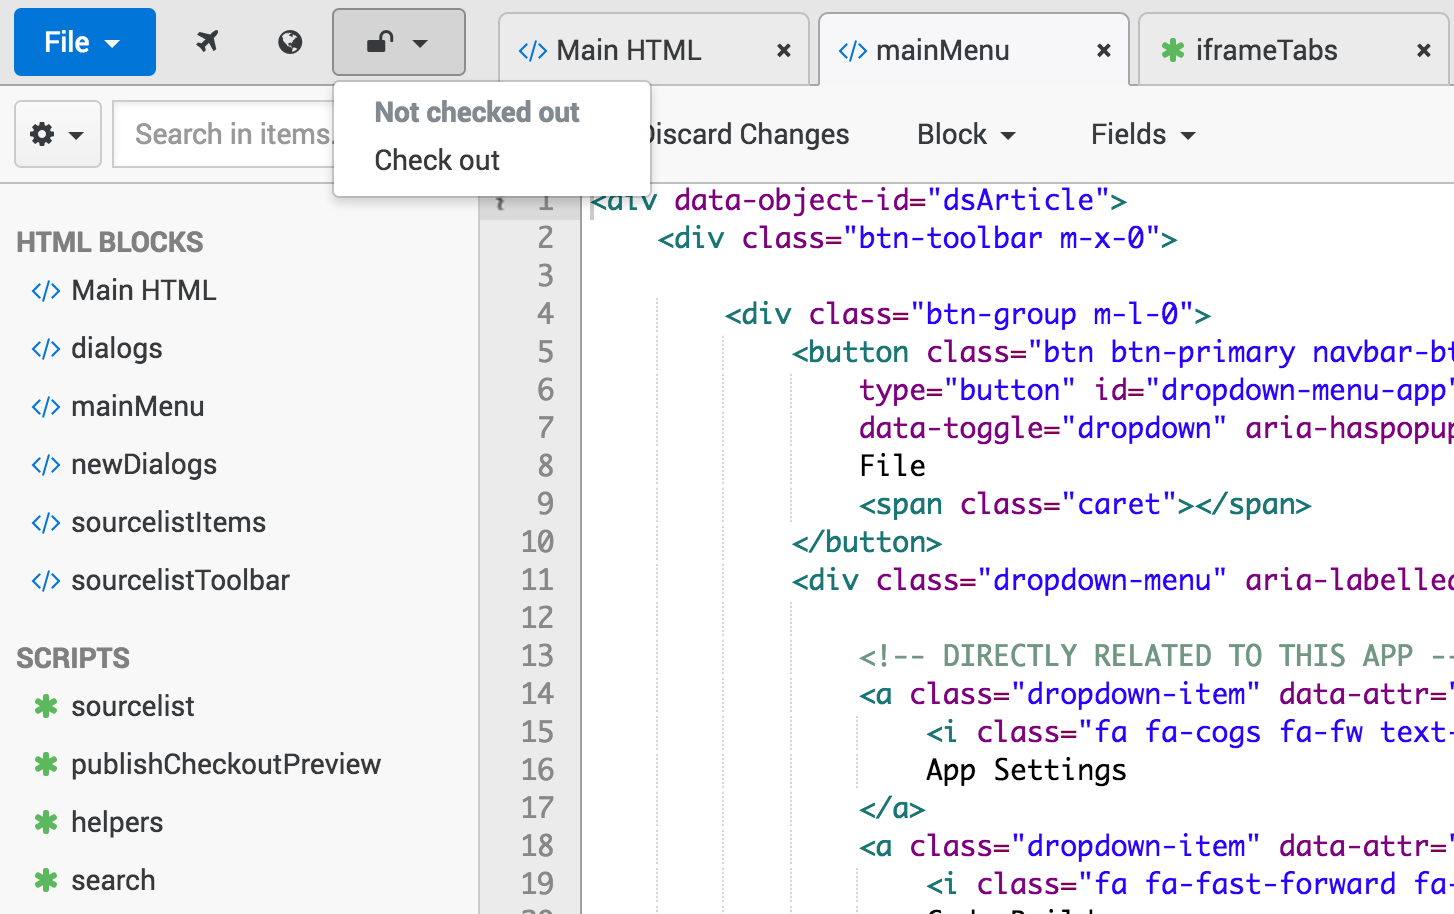 File
Main HTML
mainMenu
iframeTabs
Not checked out
Check out
Search in items.
Discard Changes
Block
Fields
HTML BLOCKS
Main HTML
dialogs
mainMenu
newDialogs
sourcelistItems
sourcelistToolbar
SCRIPTS
sourcelist
publishCheckoutPreview
helpers
search
1 <div data-object-id="dsArticle">
2 <div class="btn-toolbar m-x-0">
3
4 <div class="btn-group m-l-0">
5 <button class="btn btn-primary navbar-bt
6 type="button" id="dropdown-menu-app"
7 data-toggle="dropdown" aria-haspopup
8 File
9 <span class="caret"></span>
10 </button>
11 <div class="dropdown-menu" aria-labelled
12
13 <!-- DIRECTLY RELATED TO THIS APP --
14 <a class="dropdown-item" data-attr="
15 <i class="fa fa-cogs fa-fw text-
16 App Settings
17 </a>
18 <a class="dropdown-item" data-attr="
19 <i class="fa fa-fast-forward fa-